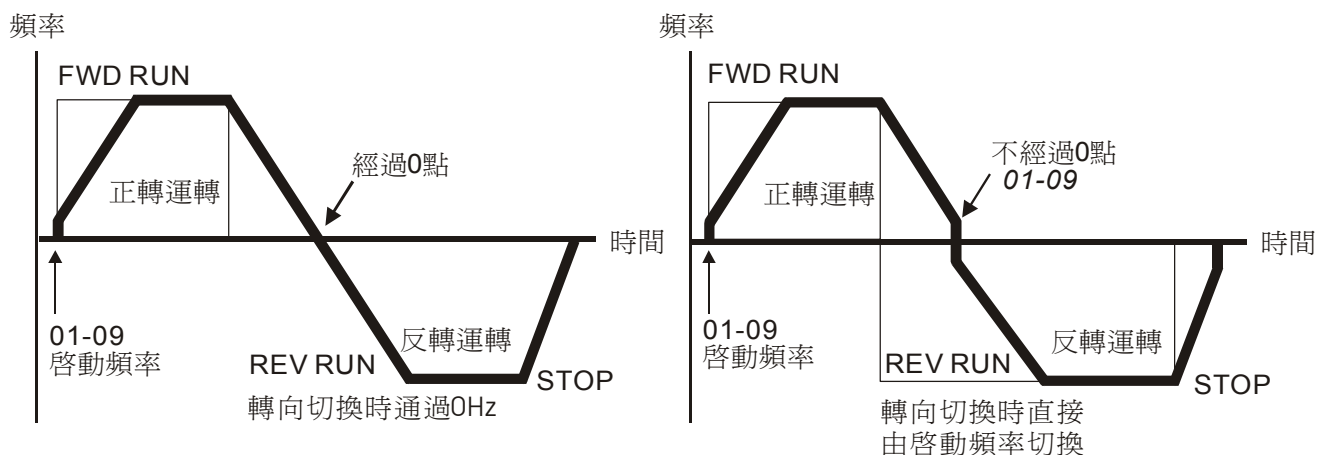 頻率
FWD RUN
正轉運轉
經過0點
時間
01-09
啓動頻率
REV RUN
反轉運轉
STOP
轉向切換時通過0Hz
頻率
FWD RUN
正轉運轉
不經過0點
01-09
時間
01-09
啓動頻率
REV RUN
反轉運轉
STOP
轉向切換時直接
由啓動頻率切換